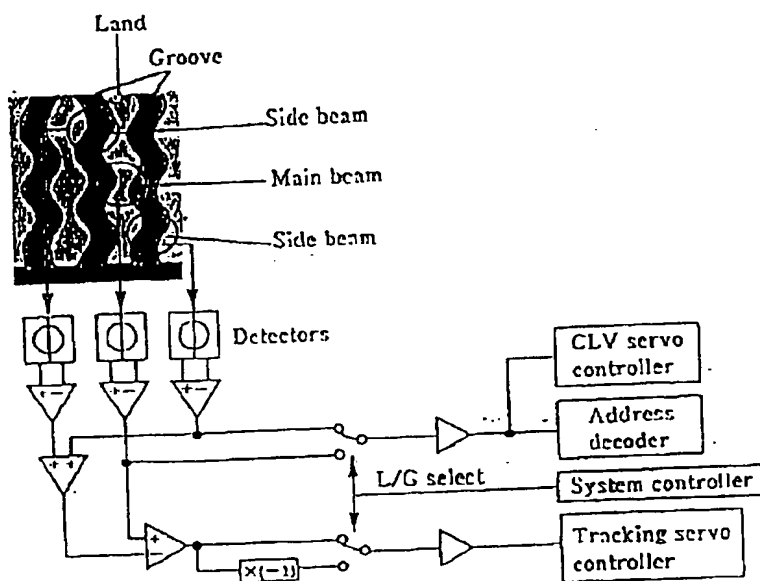 Land
Groove
Side beam
Main beam
Side beam
Detectors
+ −
+ −
+ −
CLV servo
controller
Address
decoder
+ +
L/G select
System controller
+
−
×(−1)
Tracking servo
controller